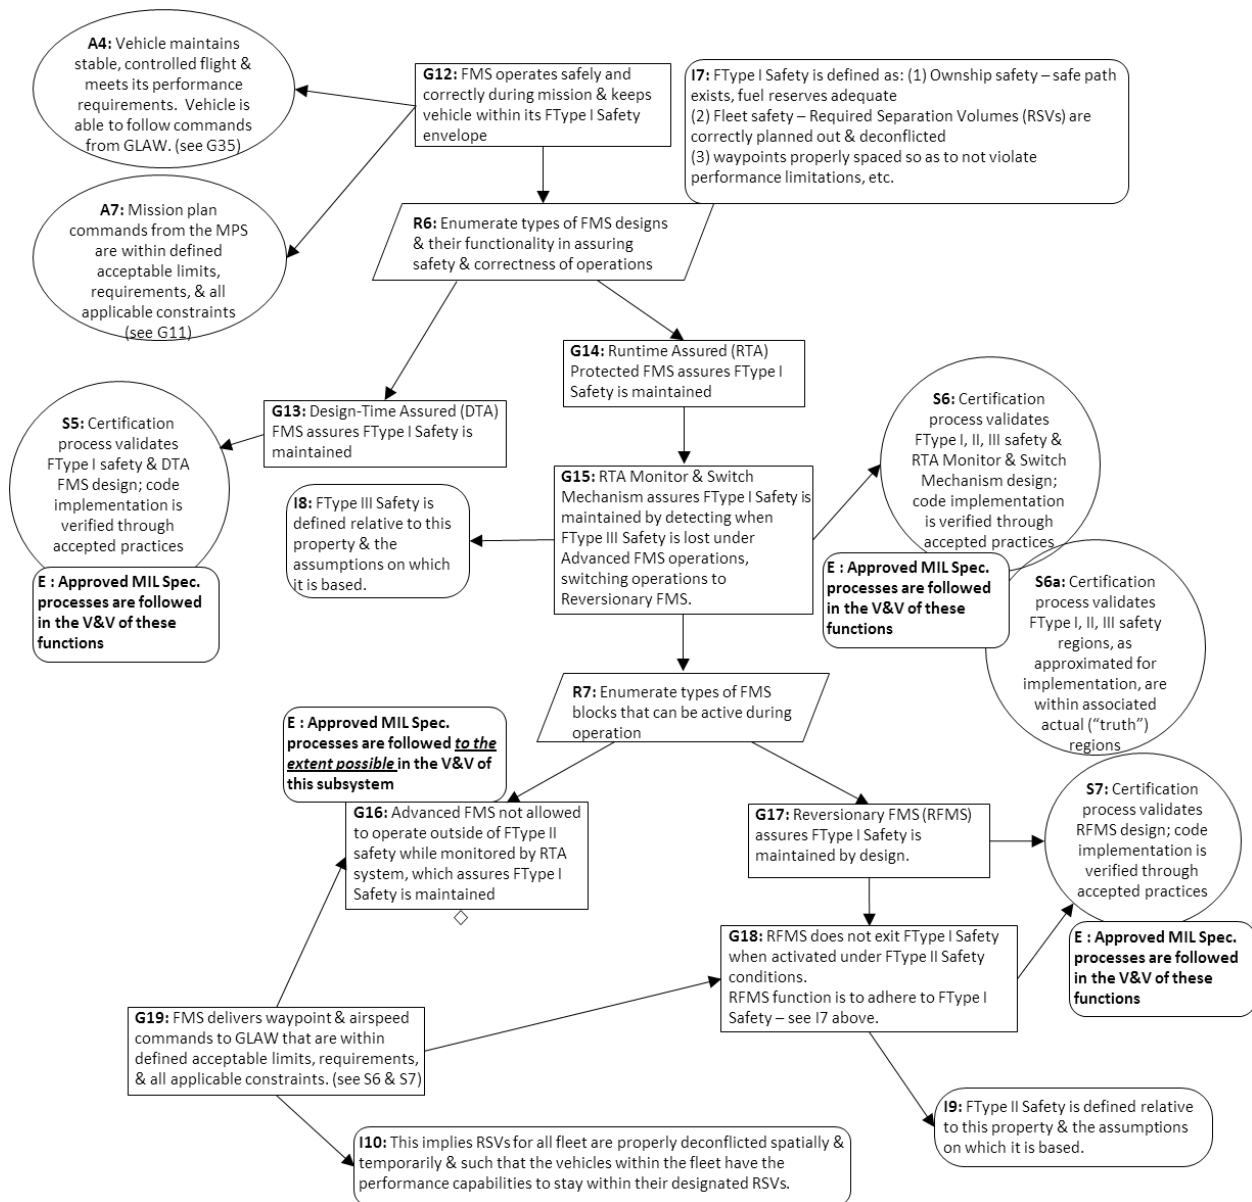 A4: Vehicle maintains
stable, controlled flight &
meets its performance
requirements. Vehicle is
able to follow commands
from GLAW. (see G35)
G12: FMS operates safely and
correctly during mission & keeps
vehicle within its FType I Safety
envelope
I7: FType I Safety is defined as: (1) Ownship safety – safe path
exists, fuel reserves adequate
(2) Fleet safety – Required Separation Volumes (RSVs) are
correctly planned out & deconflicted
(3) waypoints properly spaced so as to not violate
performance limitations, etc.
A7: Mission plan
commands from the MPS
are within defined
acceptable limits,
requirements, & all
applicable constraints
(see G11)
R6: Enumerate types of FMS designs
& their functionality in assuring
safety & correctness of operations
G14: Runtime Assured (RTA)
Protected FMS assures FType I
Safety is maintained
G13: Design-Time Assured (DTA)
FMS assures FType I Safety is
maintained
S5: Certification
process validates
FType I safety & DTA
FMS design; code
implementation is
verified through
accepted practices
E : Approved MIL Spec.
processes are followed
in the V&V of these
functions
S6: Certification
process validates
FType I, II, III safety &
RTA Monitor & Switch
Mechanism design;
code implementation
is verified through
accepted practices
G15: RTA Monitor & Switch
Mechanism assures FType I Safety is
maintained by detecting when
FType III Safety is lost under
Advanced FMS operations,
switching operations to
Reversionary FMS.
I8: FType III Safety is
defined relative to this
property & the
assumptions on which
it is based.
E : Approved MIL Spec.
processes are followed
in the V&V of these
functions
S6a: Certification
process validates
FType I, II, III safety
regions, as
approximated for
implementation, are
within associated
actual (“truth”)
regions
R7: Enumerate types of FMS
blocks that can be active during
operation
E : Approved MIL Spec.
processes are followed to the
extent possible in the V&V of
this subsystem
G16: Advanced FMS not allowed
to operate outside of FType II
safety while monitored by RTA
system, which assures FType I
Safety is maintained
G17: Reversionary FMS (RFMS)
assures FType I Safety is
maintained by design.
S7: Certification
process validates
RFMS design; code
implementation is
verified through
accepted practices
E : Approved MIL Spec.
processes are followed
in the V&V of these
functions
G18: RFMS does not exit FType I Safety
when activated under FType II Safety
conditions.
RFMS function is to adhere to FType I
Safety – see I7 above.
G19: FMS delivers waypoint & airspeed
commands to GLAW that are within
defined acceptable limits, requirements,
& all applicable constraints. (see S6 & S7)
I9: FType II Safety is defined relative
to this property & the assumptions
on which it is based.
I10: This implies RSVs for all fleet are properly deconflicted spatially &
temporarily & such that the vehicles within the fleet have the
performance capabilities to stay within their designated RSVs.